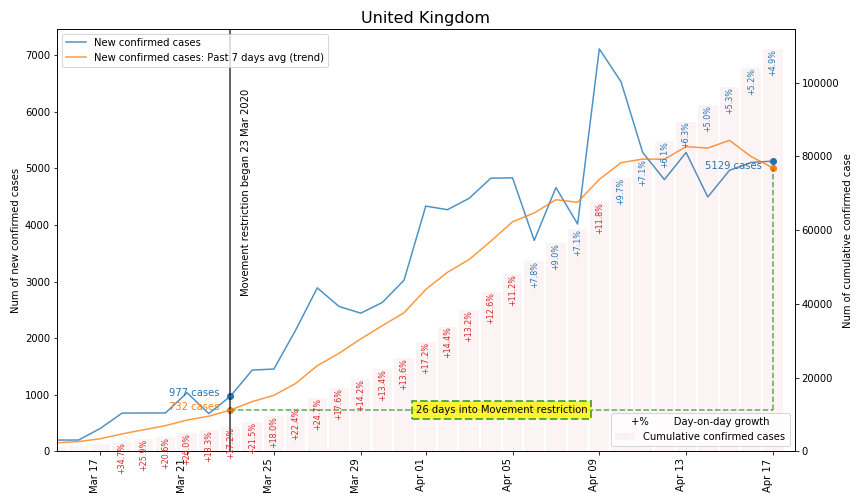 United Kingdom
New confirmed cases
New confirmed cases: Past 7 days avg (trend)
Num of new confirmed cases
7000
6000
5000
4000
3000
2000
1000
0
Num of cumulative confirmed case
100000
80000
60000
40000
20000
0
Movement restriction began 23 Mar 2020
977 cases
732 cases
5129 cases
26 days into Movement restriction
+34.7%
+25.9%
+20.6%
+26.0%
+13.3%
+17.2%
+21.5%
+18.0%
+22.4%
+24.7%
+17.6%
+14.2%
+13.4%
+13.6%
+17.2%
+14.4%
+13.2%
+12.6%
+11.2%
+7.8%
+9.0%
+7.1%
+11.8%
+9.7%
+7.1%
+6.1%
+6.3%
+5.0%
+5.3%
+5.2%
+4.9%
+% Day-on-day growth
Cumulative confirmed cases
Mar 17
Mar 21
Mar 25
Mar 29
Apr 01
Apr 05
Apr 09
Apr 13
Apr 17